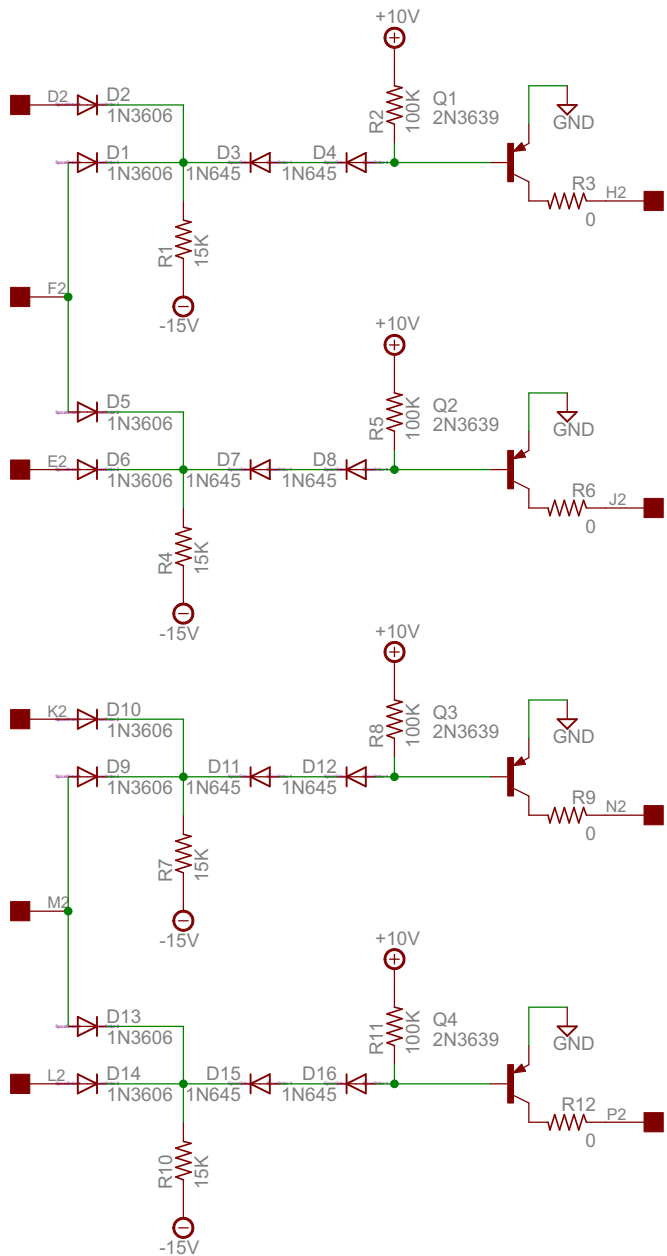 +10V
D2
D2
1N3606
R2
100K
Q1
2N3639
GND
D1
1N3606
D3
1N645
D4
1N645
R3
0
H2
R1
15K
-15V
F2
+10V
D5
1N3606
R5
100K
Q2
2N3639
GND
E2
D6
1N3606
D7
1N645
D8
1N645
R6
0
J2
R4
15K
-15V
+10V
K2
D10
1N3606
R8
100K
Q3
2N3639
GND
D9
1N3606
D11
1N645
D12
1N645
R9
0
N2
R7
15K
-15V
M2
+10V
D13
1N3606
R11
100K
Q4
2N3639
GND
L2
D14
1N3606
D15
1N645
D16
1N645
R12
0
P2
R10
15K
-15V